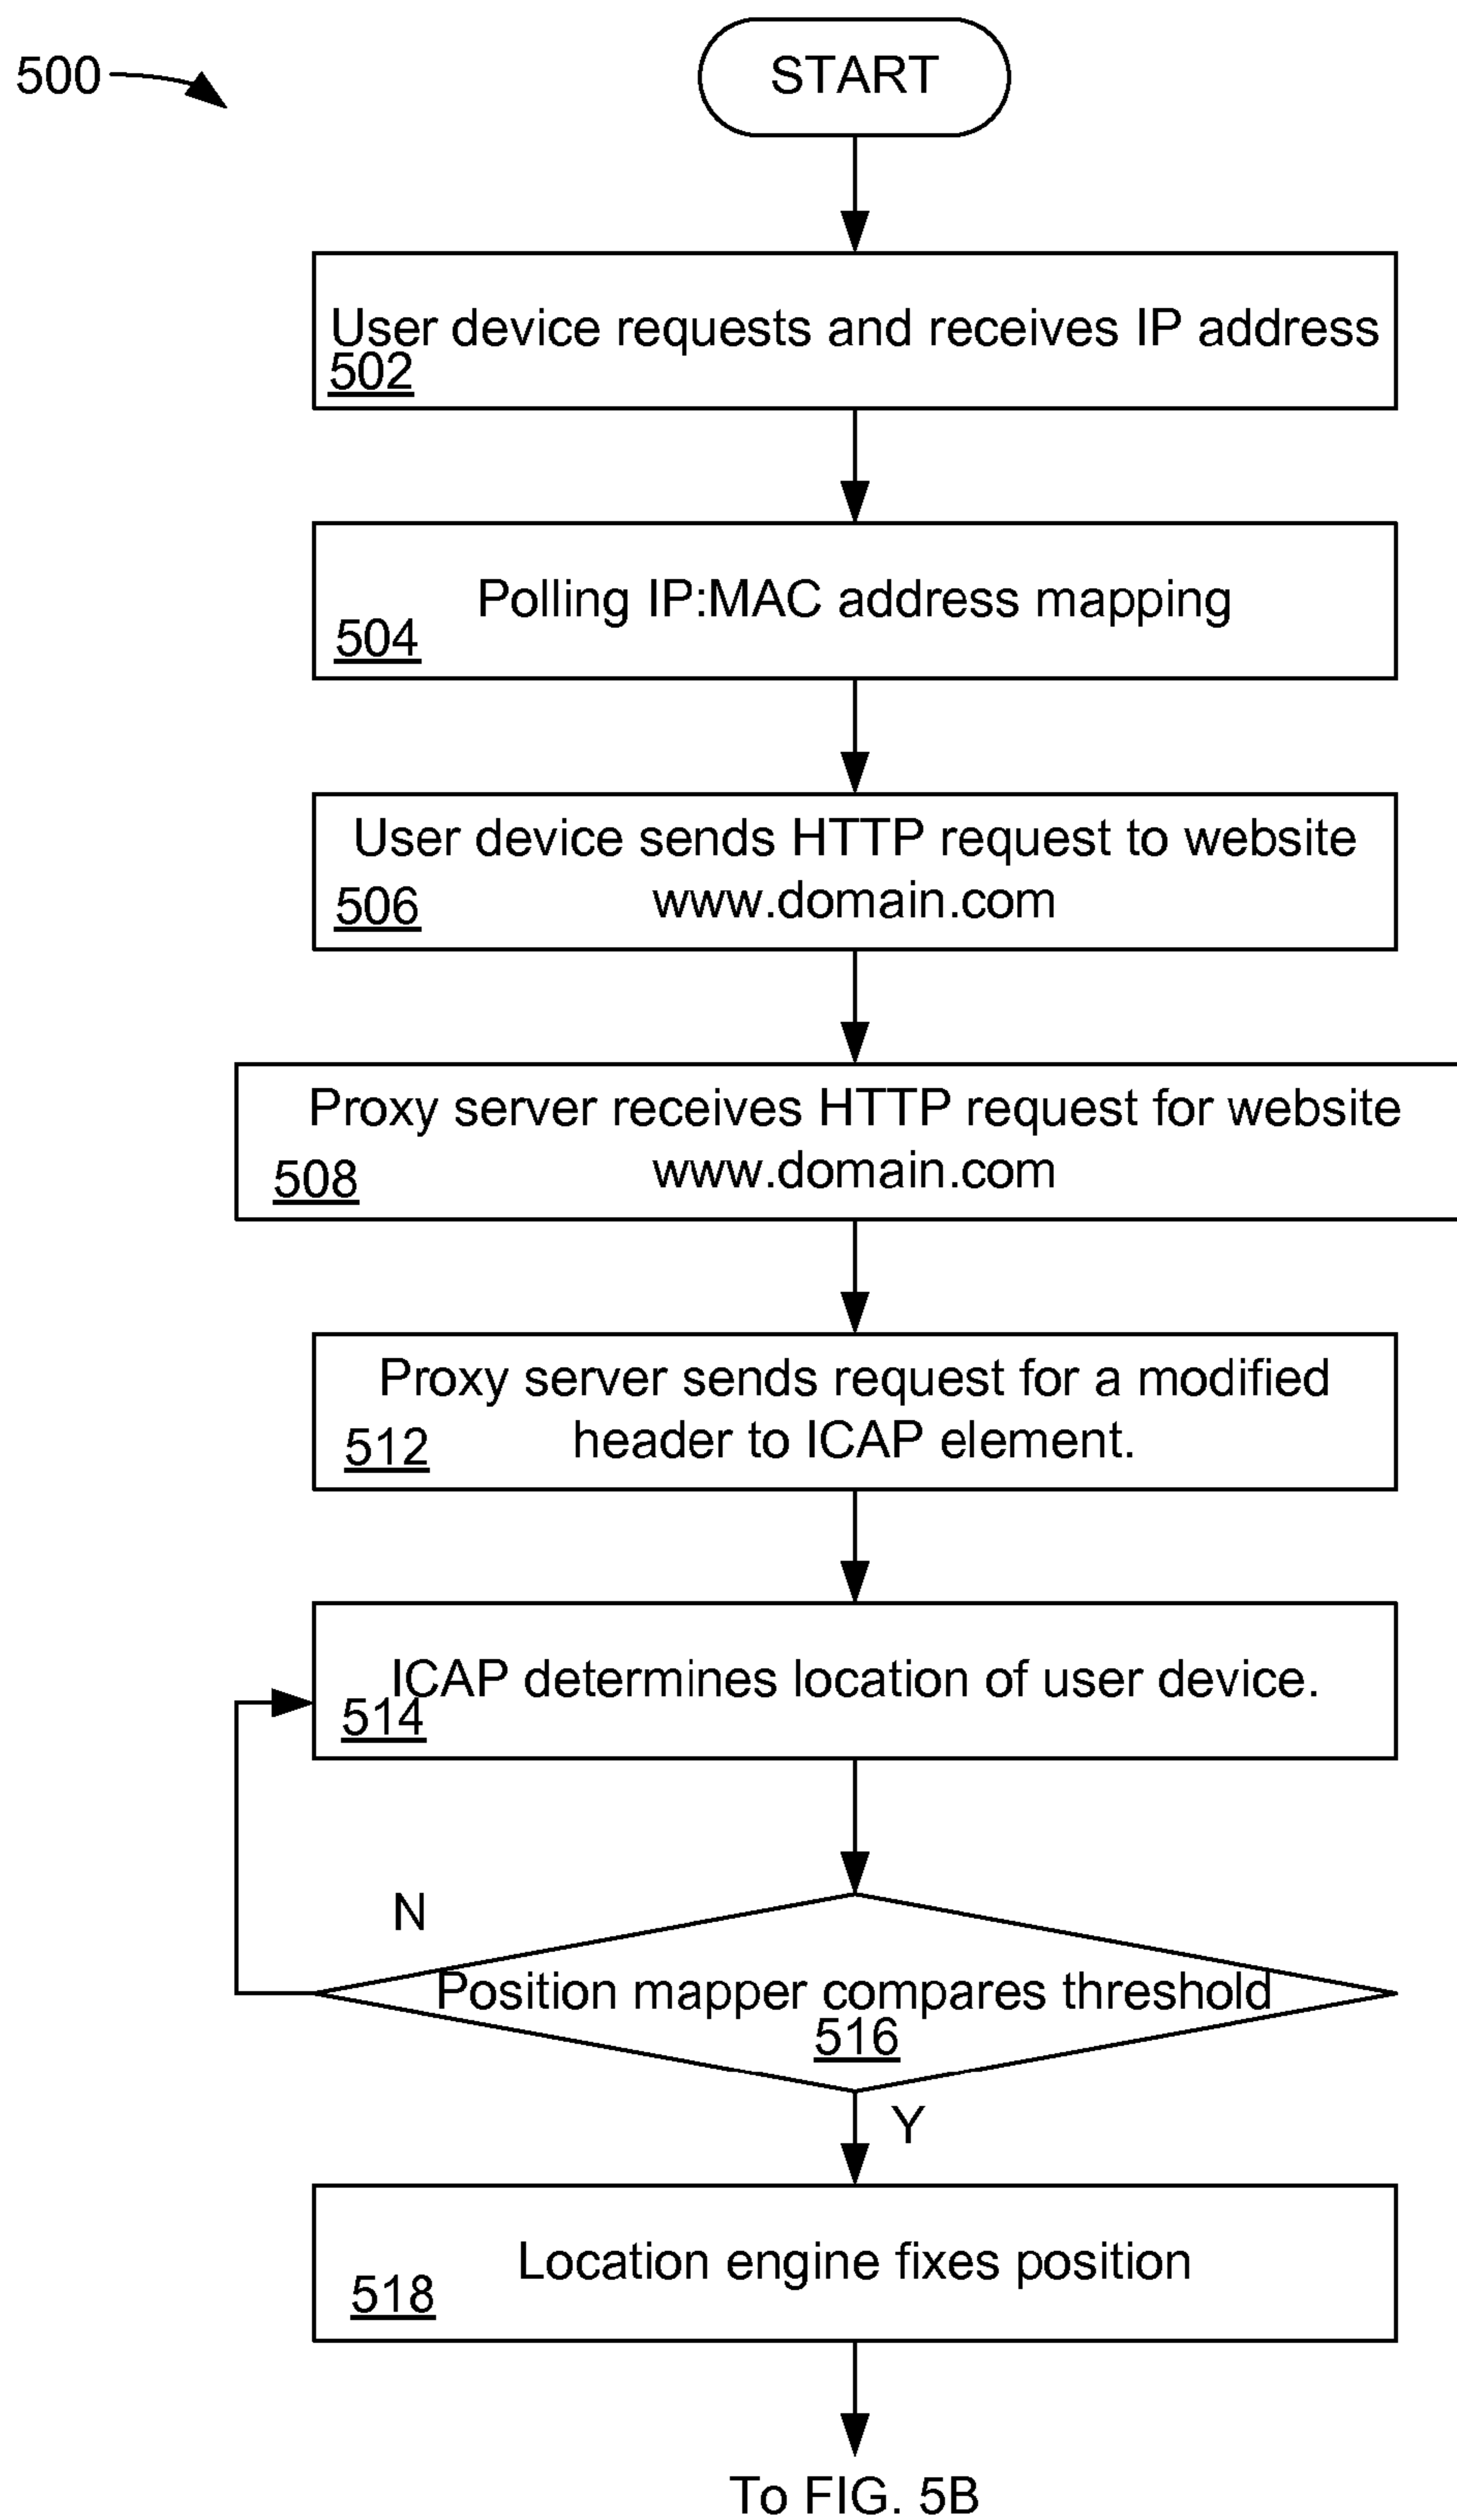 500
START
User device requests and receives IP address
502
Polling IP:MAC address mapping
504
User device sends HTTP request to website
www.domain.com
506
Proxy server receives HTTP request for website
www.domain.com
508
Proxy server sends request for a modified
header to ICAP element.
512
ICAP determines location of user device.
514
N
Position mapper compares threshold
516
Y
Location engine fixes position
518
To FIG. 5B